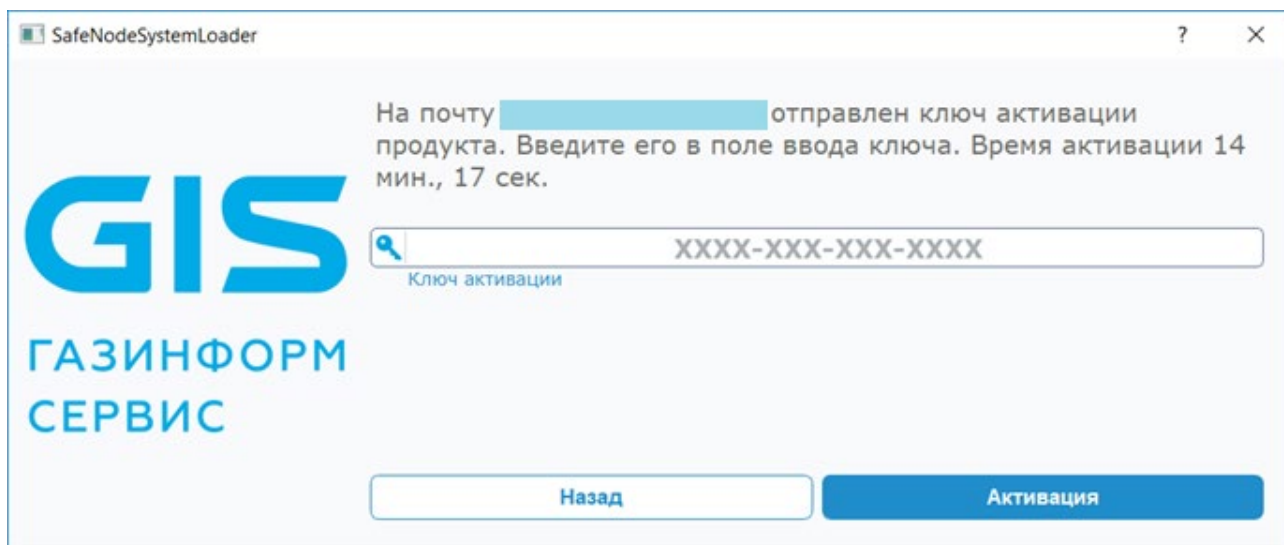 SafeNodeSystemLoader
?
На почту отправлен ключ активации
продукта. Введите его в поле ввода ключа. Время активации 14
мин., 17 сек.
GIS
ГАЗИНФОРМ
СЕРВИС
XXXX-XXX-XXX-XXXX
Ключ активации
Назад
Активация